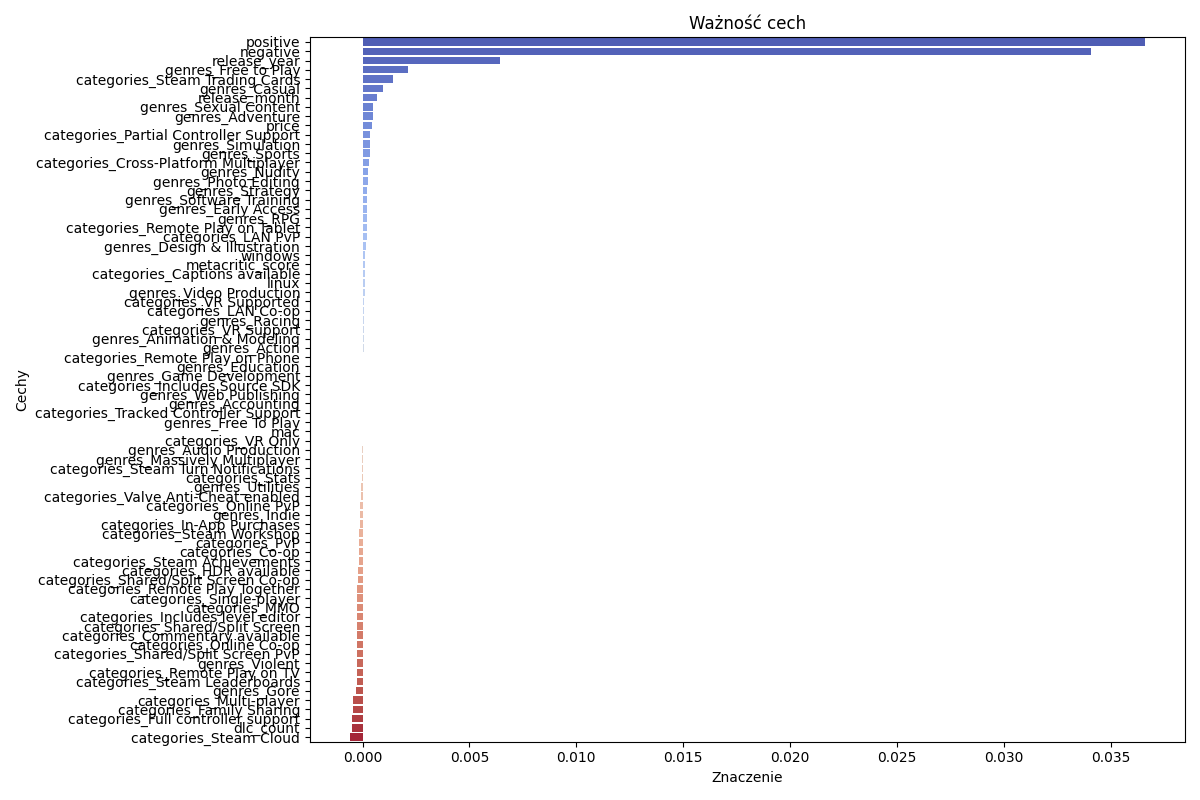 Ważność cech
positive
negative
release_year
genres_Free to Play
categories_Steam Trading Cards
genres_Casual
release_month
genres_Sexual Content
genres_Adventure
price
categories_Partial Controller Support
genres_Simulation
genres_Sports
categories_Cross-Platform Multiplayer
genres_Nudity
genres_Photo Editing
genres_Strategy
genres_Software Training
genres_Early Access
genres_RPG
categories_Remote Play on Tablet
categories_LAN PvP
genres_Design & Illustration
windows
metacritic_score
categories_Captions available
linux
genres_Video Production
categories_VR Supported
categories_LAN Co-op
genres_Racing
categories_VR Support
genres_Animation & Modeling
genres_Action
categories_Remote Play on Phone
genres_Education
genres_Game Development
categories_Includes Source SDK
genres_Web Publishing
genres_Accounting
categories_Tracked Controller Support
genres_Free To Play
mac
categories_VR Only
genres_Audio Production
genres_Massively Multiplayer
categories_Steam Turn Notifications
categories_Stats
genres_Utilities
categories_Valve Anti-Cheat enabled
categories_Online PvP
genres_Indie
categories_In-App Purchases
categories_Steam Workshop
categories_PvP
categories_Co-op
categories_Steam Achievements
categories_HDR available
categories_Shared/Split Screen Co-op
categories_Remote Play Together
categories_Single-player
categories_MMO
categories_Includes level editor
categories_Shared/Split Screen
categories_Commentary available
categories_Online Co-op
categories_Shared/Split Screen PvP
genres_Violent
categories_Remote Play on TV
categories_Steam Leaderboards
genres_Gore
categories_Multi-player
categories_Family Sharing
categories_Full controller support
dlc_count
categories_Steam Cloud
Cechy
0.000 0.005 0.010 0.015 0.020 0.025 0.030 0.035
Znaczenie